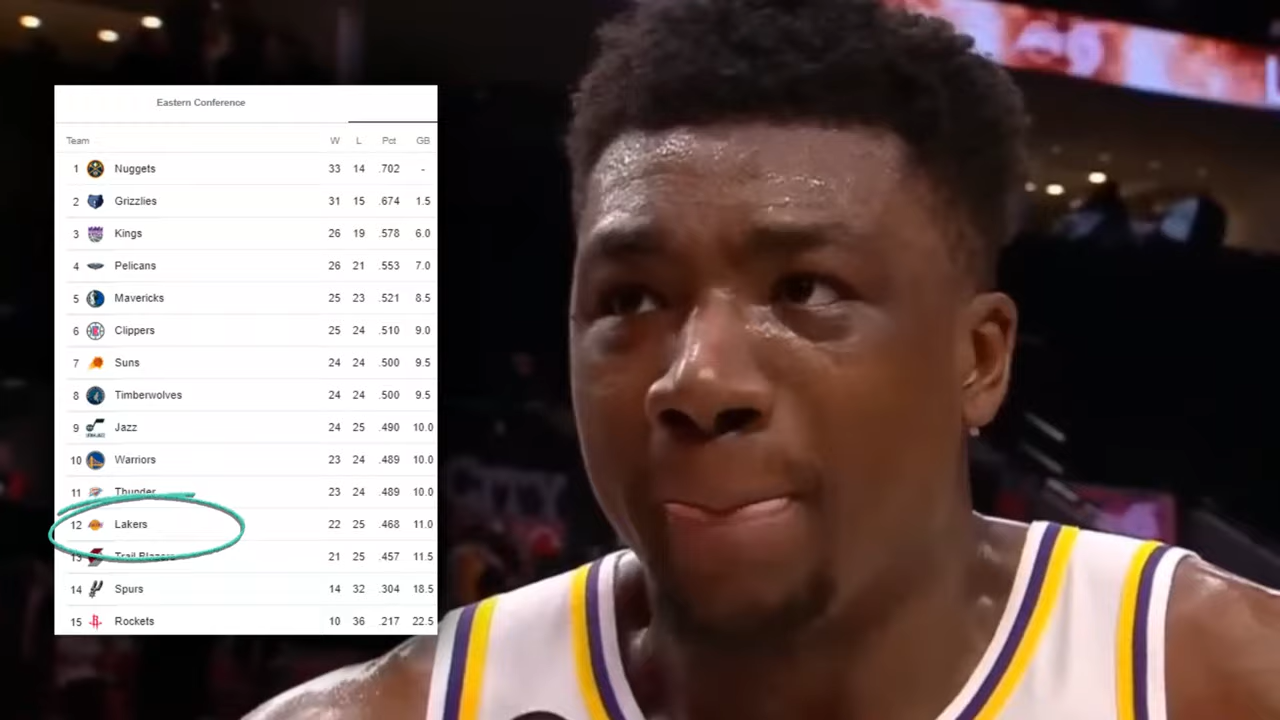 Eastern Conference
Team W L Pct GB
1 Nuggets 33 14 .702 -
2 Grizzlies 31 15 .674 1.5
3 Kings 26 19 .578 6.0
4 Pelicans 26 21 .553 7.0
5 Mavericks 25 23 .521 8.5
6 Clippers 25 24 .510 9.0
7 Suns 24 24 .500 9.5
8 Timberwolves 24 24 .500 9.5
9 Jazz 24 25 .490 10.0
10 Warriors 23 24 .489 10.0
11 Thunder 23 24 .489 10.0
12 Lakers 22 25 .468 11.0
13 Trail Blazers 21 25 .457 11.5
14 Spurs 14 32 .304 18.5
15 Rockets 10 36 .217 22.5
CITY